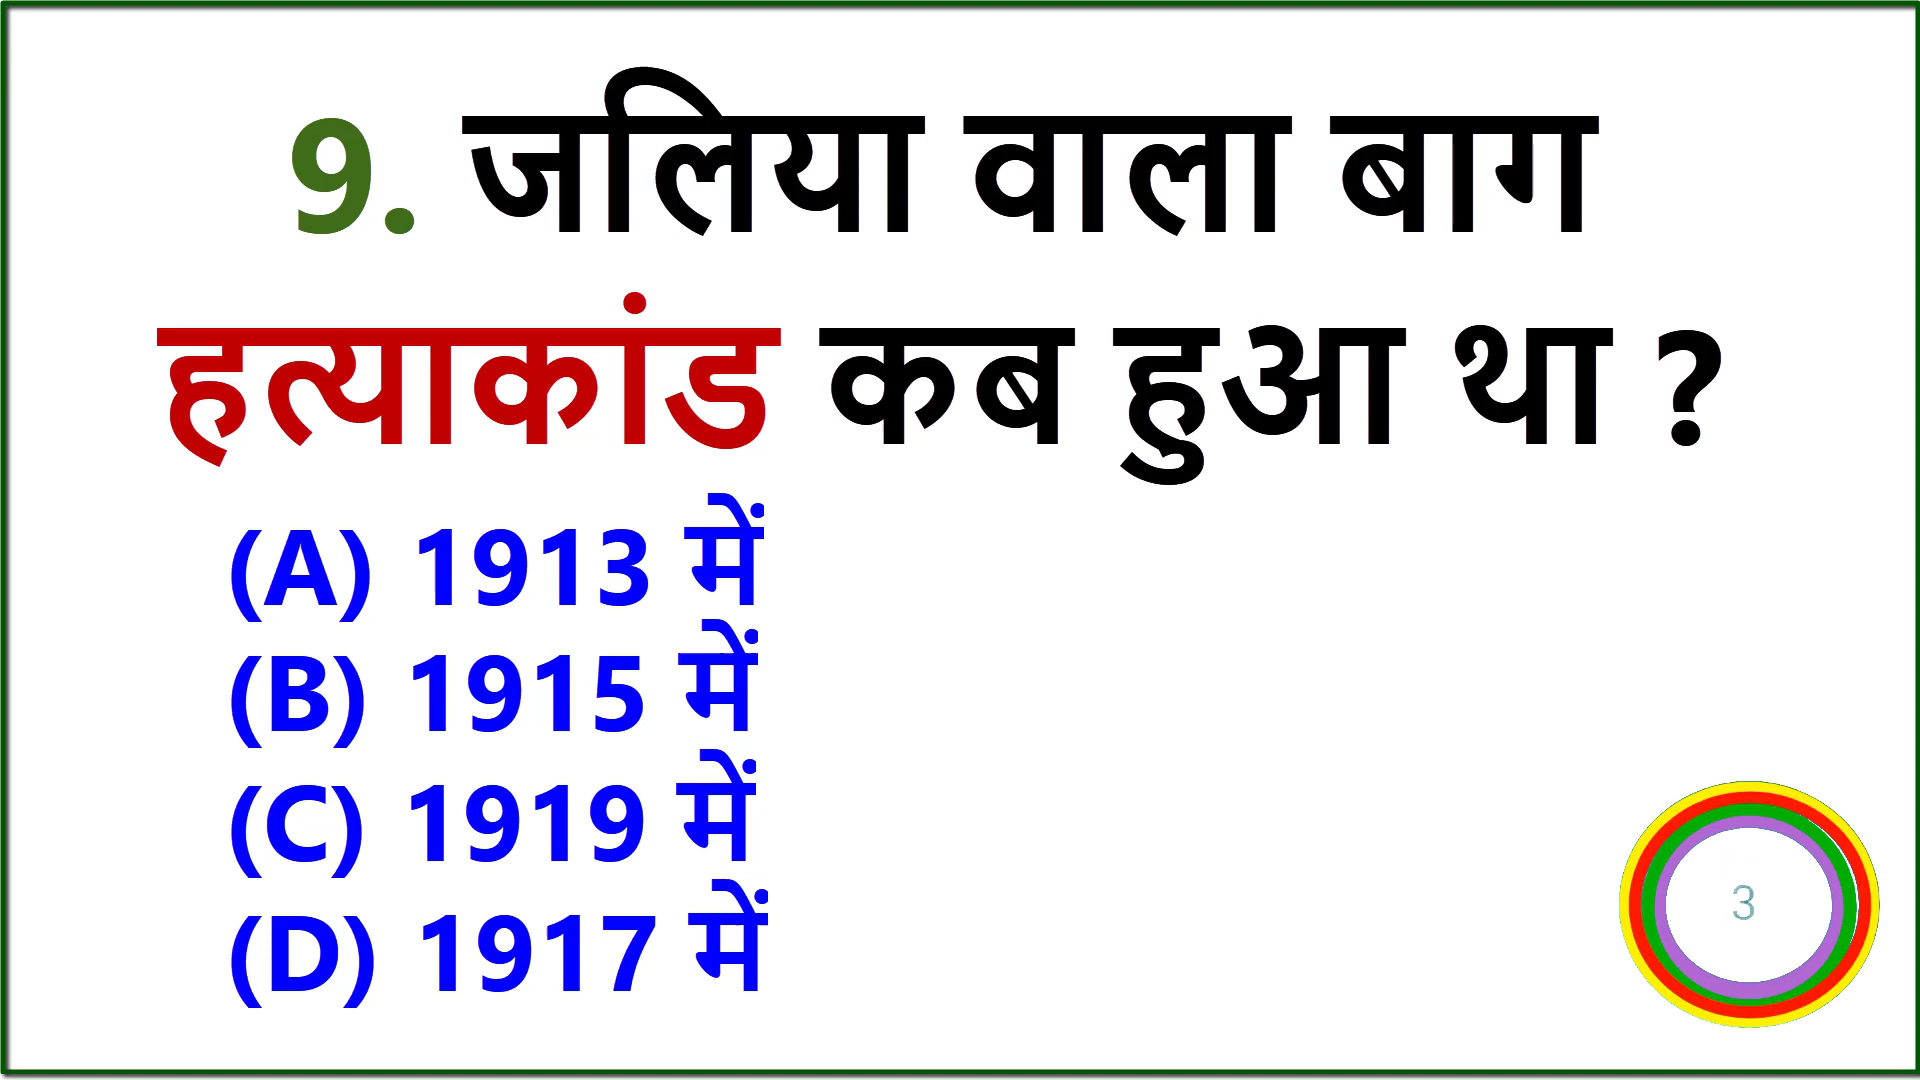 9. जलिया वाला बाग
हत्याकांड कब हुआ था ?
(A) 1913 में
(B) 1915 में
(C) 1919 में
(D) 1917 में
3